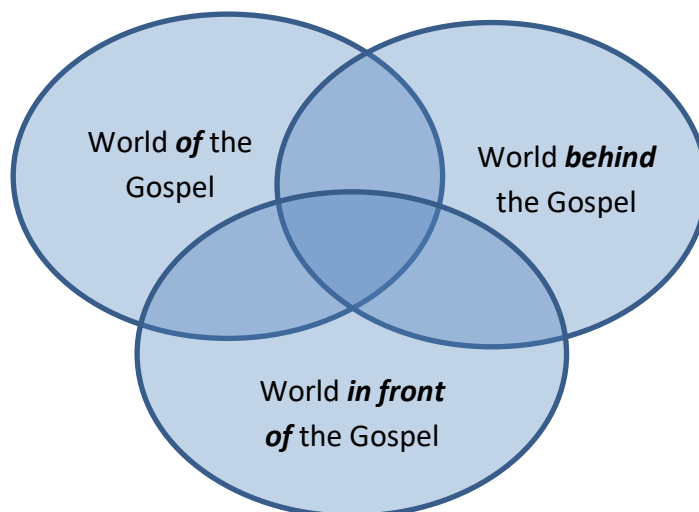 World of the
Gospel
World behind
the Gospel
World in front
of the Gospel